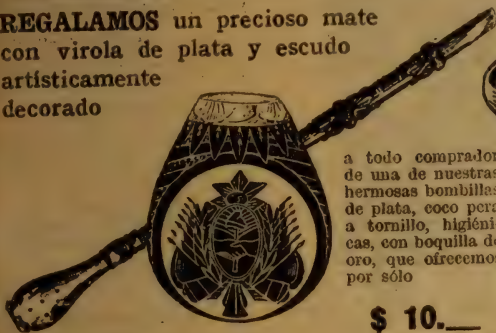 REGALAMOS un precioso mate
con virola de plata y escudo
artísticamente
decorado
a todo comprador
de una de nuestras
hermosas bombillas
de plata, coco pera
a tornillo, higiéni-
cas, con boquilla de
oro, que ofrecemos
por sólo
$ 10.__